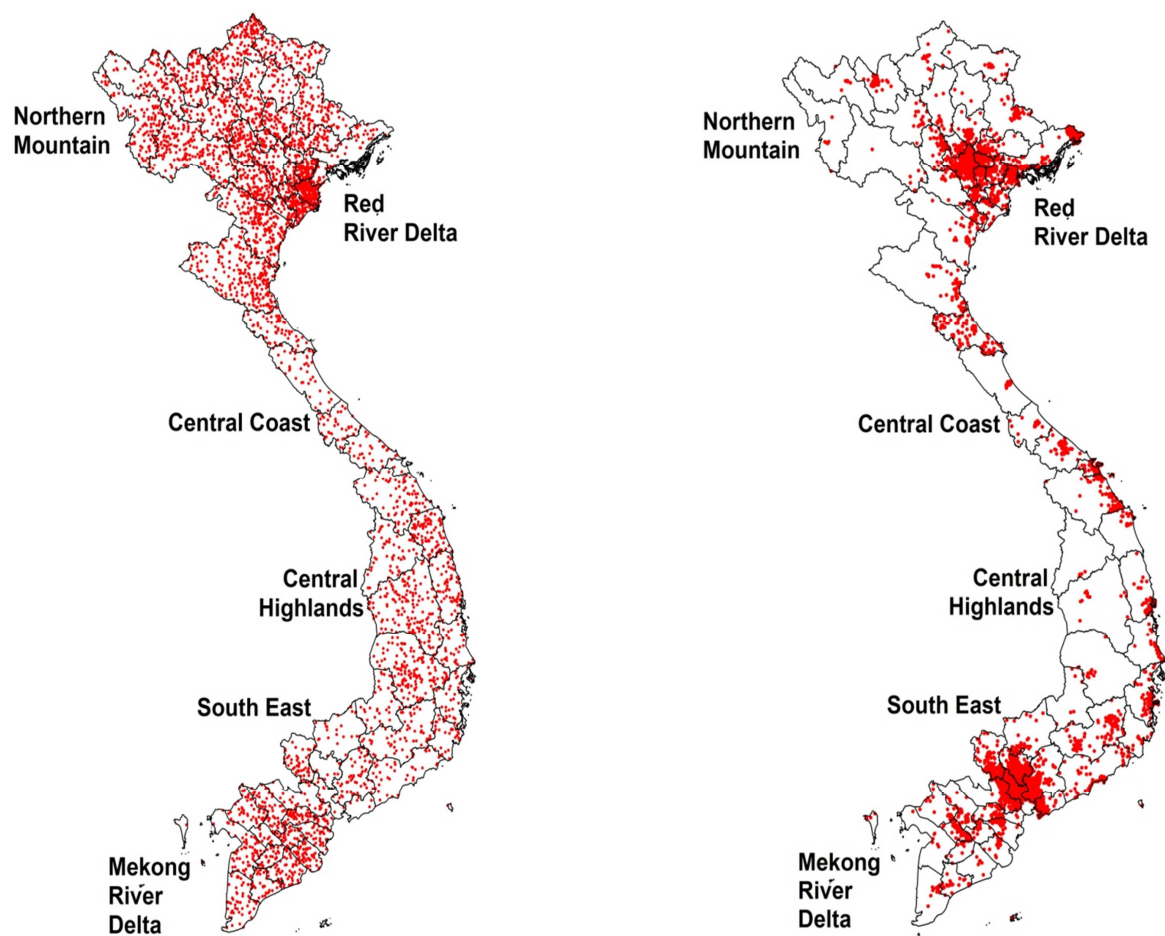 Northern
Mountain
Red
River Delta
Central Coast
Central
Highlands
South East
Mekong
River
Delta
Northern
Mountain
Red
River Delta
Central Coast
Central
Highlands
South East
Mekong
River
Delta